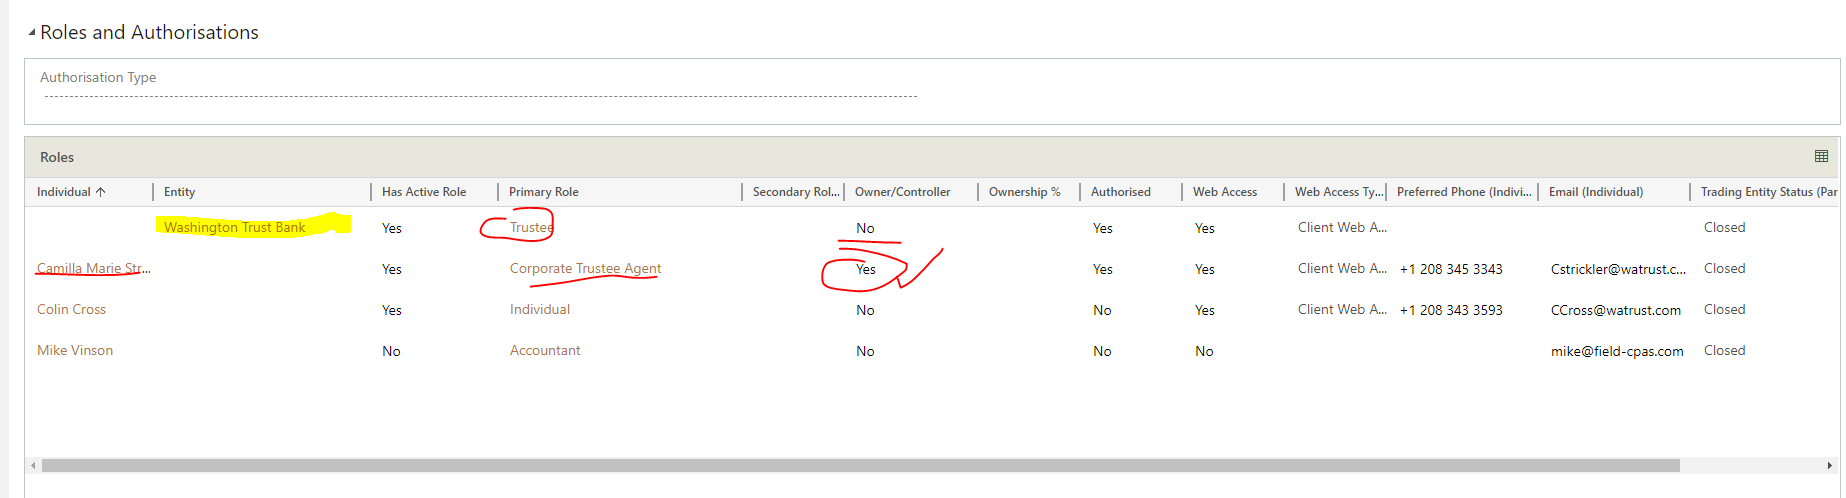 Roles and Authorisations
Authorisation Type
Roles
Individual Entity Has Active Role Primary Role Secondary Rol... Owner/Controller Ownership % Authorised Web Access Web Access Ty... Preferred Phone (Indivi... Email (Individual) Trading Entity Status (Par
Washington Trust Bank Yes Trustee No Yes Yes Client Web A... Closed
Camilla Marie Str... Yes Corporate Trustee Agent Yes Yes Yes Client Web A... +1 208 345 3343 Cstrickler@watrust.c... Closed
Colin Cross Yes Individual No No Yes Client Web A... +1 208 343 3593 CCross@watrust.com Closed
Mike Vinson No Accountant No No No mike@field-cpas.com Closed